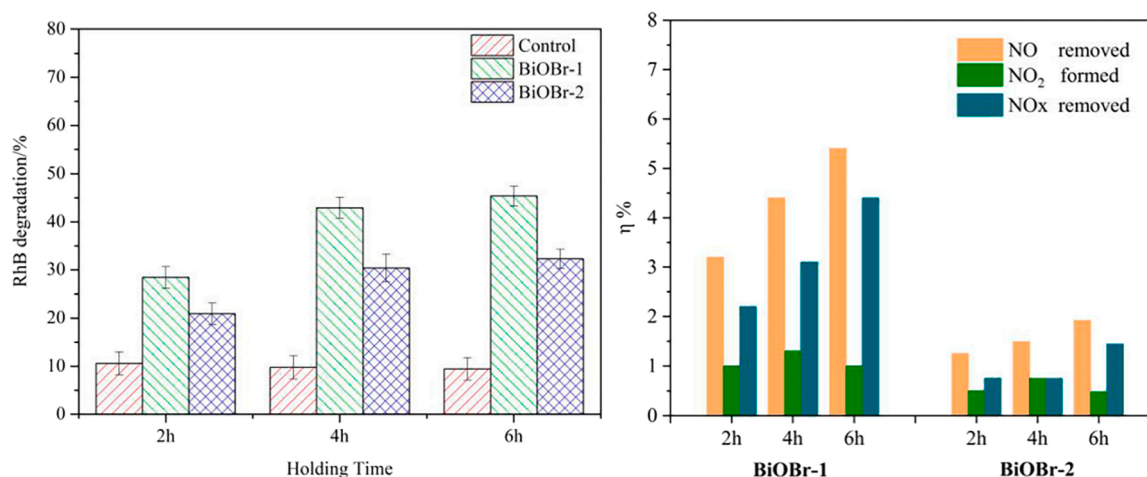 80
70
60
50
40
30
20
10
0
RhB degradation/%
Control
BiOBr-1
BiOBr-2
2h 4h 6h
Holding Time
8
7
6
5
4
3
2
1
0
η %
NO removed
NO₂ formed
NOx removed
2h 4h 6h 2h 4h 6h
BiOBr-1 BiOBr-2